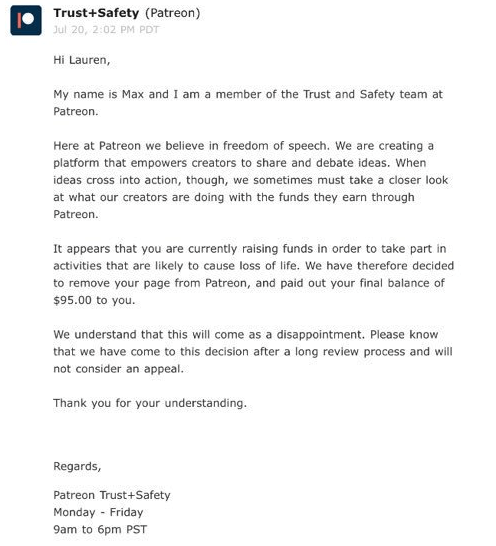 Trust+Safety (Patreon)
Jul 20, 2:02 PM PDT
Hi Lauren,
My name is Max and I am a member of the Trust and Safety team at
Patreon.
Here at Patreon we believe in freedom of speech. We are creating a
platform that empowers creators to share and debate ideas. When
ideas cross into action, though, we sometimes must take a closer look
at what our creators are doing with the funds they earn through
Patreon.
It appears that you are currently raising funds in order to take part in
activities that are likely to cause loss of life. We have therefore decided
to remove your page from Patreon, and paid out your final balance of
$95.00 to you.
We understand that this will come as a disappointment. Please know
that we have come to this decision after a long review process and will
not consider an appeal.
Thank you for your understanding.
Regards,
Patreon Trust+Safety
Monday - Friday
9am to 6pm PST